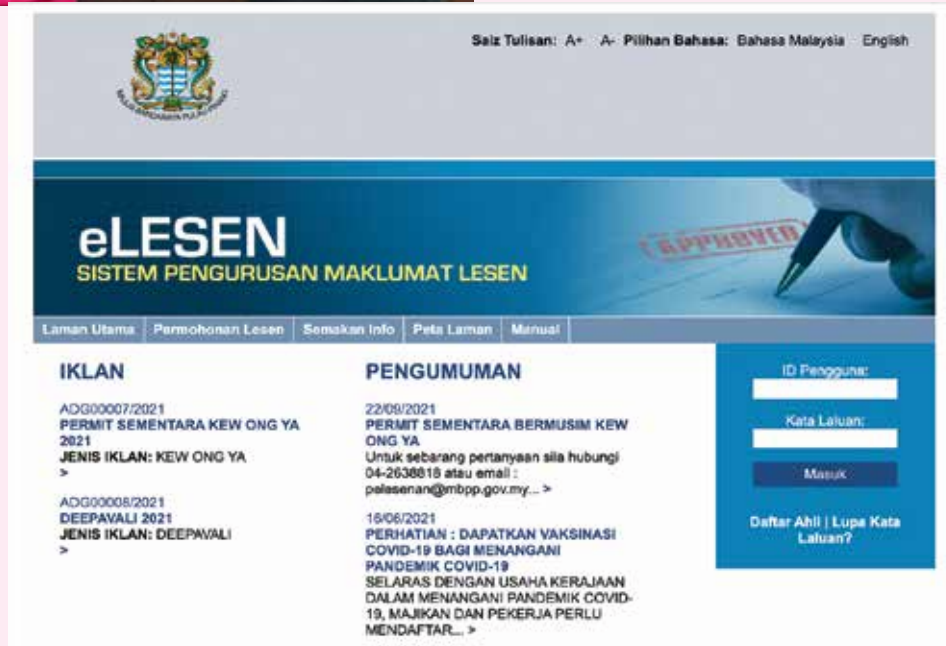 Saiz Tulisan: A+ A- Pilihan Bahasa: Bahasa Malaysia English
MAJLIS BANDARAYA PULAU PINANG
eLESEN
SISTEM PENGURUSAN MAKLUMAT LESEN
APPROVED
Laman Utama Permohonan Lesen Semakan Info Peta Laman Manual
IKLAN
ADG00007/2021
PERMIT SEMENTARA KEW ONG YA
2021
JENIS IKLAN: KEW ONG YA
>
ADG00008/2021
DEEPAVALI 2021
JENIS IKLAN: DEEPAVALI
>
PENGUMUMAN
22/09/2021
PERMIT SEMENTARA BERMUSIM KEW
ONG YA
Untuk sebarang pertanyaan sila hubungi
04-2638818 atau email :
pelesenan@mbpp.gov.my... >
16/06/2021
PERHATIAN : DAPATKAN VAKSINASI
COVID-19 BAGI MENANGANI
PANDEMIK COVID-19
SELARAS DENGAN USAHA KERAJAAN
DALAM MENANGANI PANDEMIK COVID-
19, MAJIKAN DAN PEKERJA PERLU
MENDAFTAR... >
ID Pengguna:
Kata Laluan:
Masuk
Daftar Ahli | Lupa Kata
Laluan?